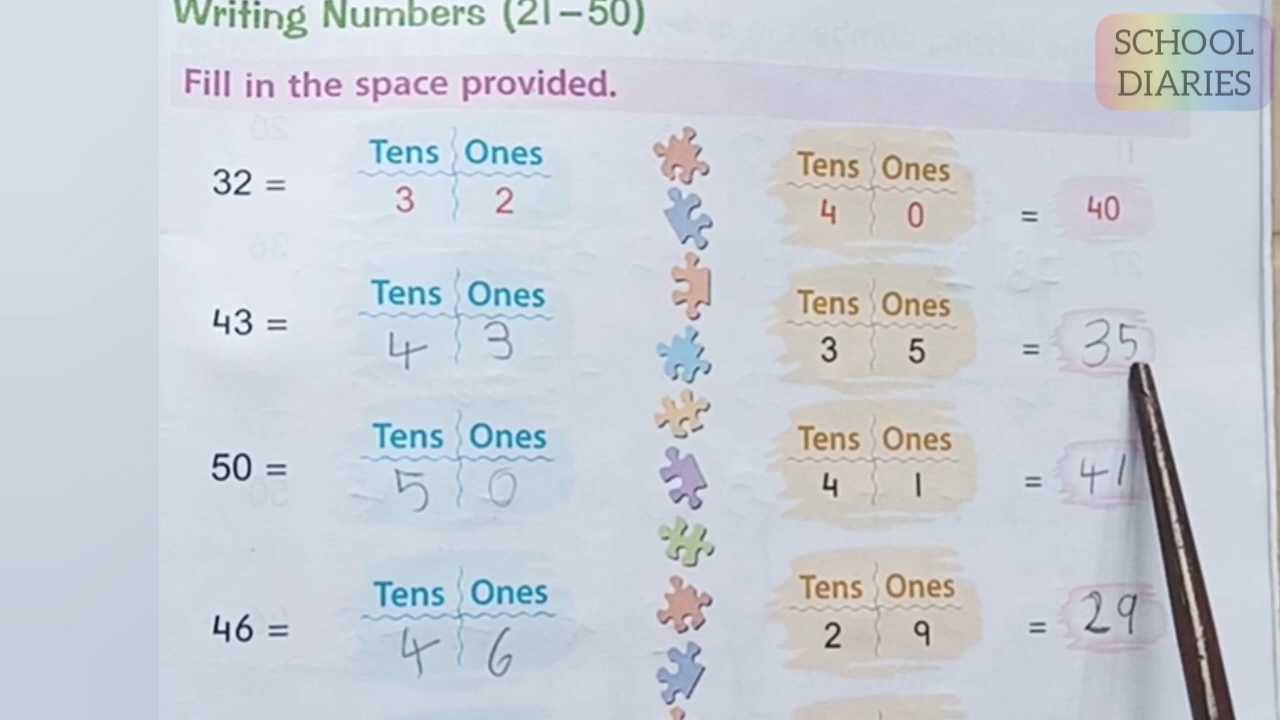 Writing Numbers (21–50)
SCHOOL
DIARIES
Fill in the space provided.
32 = Tens Ones
3 2
Tens Ones
4 0 = 40
43 = Tens Ones
4 3
Tens Ones
3 5 = 35
50 = Tens Ones
5 0
Tens Ones
4 1 = 41
46 = Tens Ones
4 6
Tens Ones
2 9 = 29